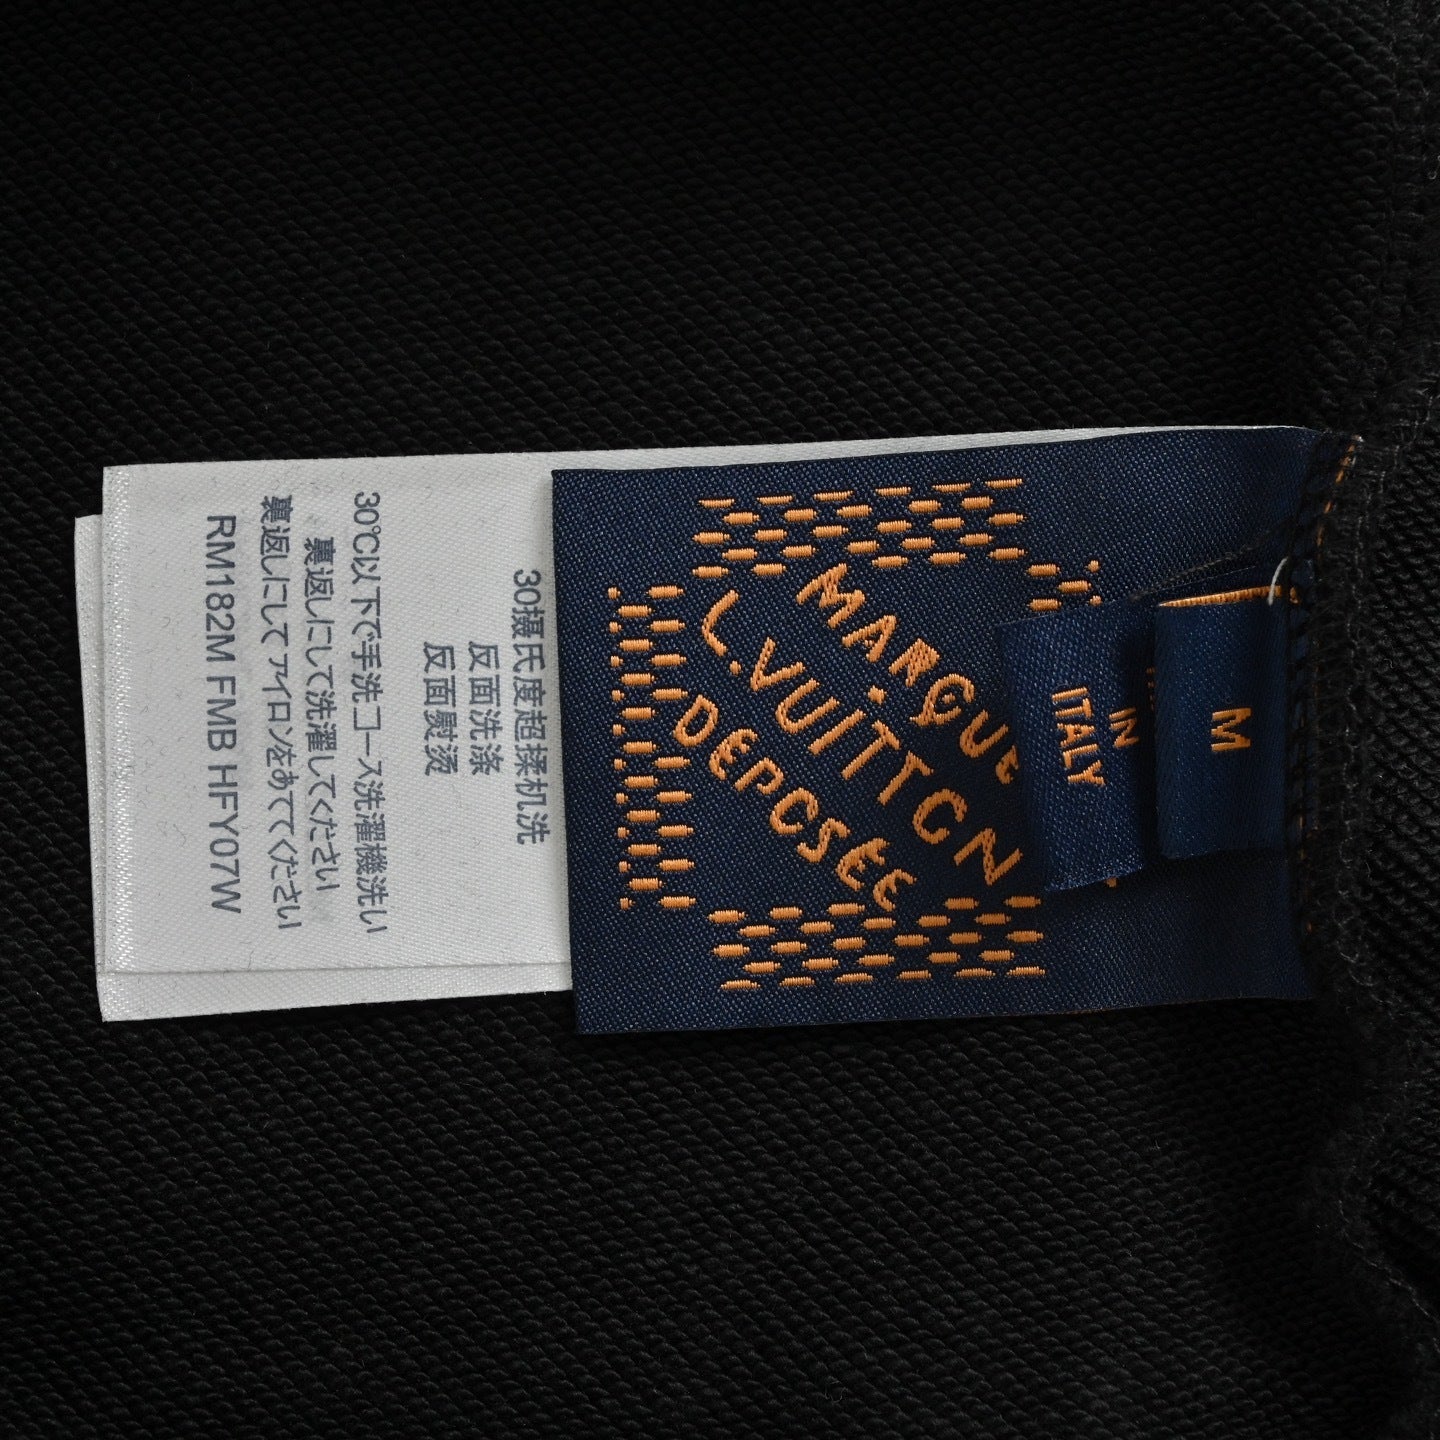 30摄氏度超揉机洗
反面洗涤
反面熨烫
30℃以下で手洗コース洗濯機洗い
裏返しにして洗濯してください
裏返しにしてアイロンをあててください
RM182M FMB HFY07W
MARQUE
L.VUITTON
DEPOSÉE
IN
ITALY
M